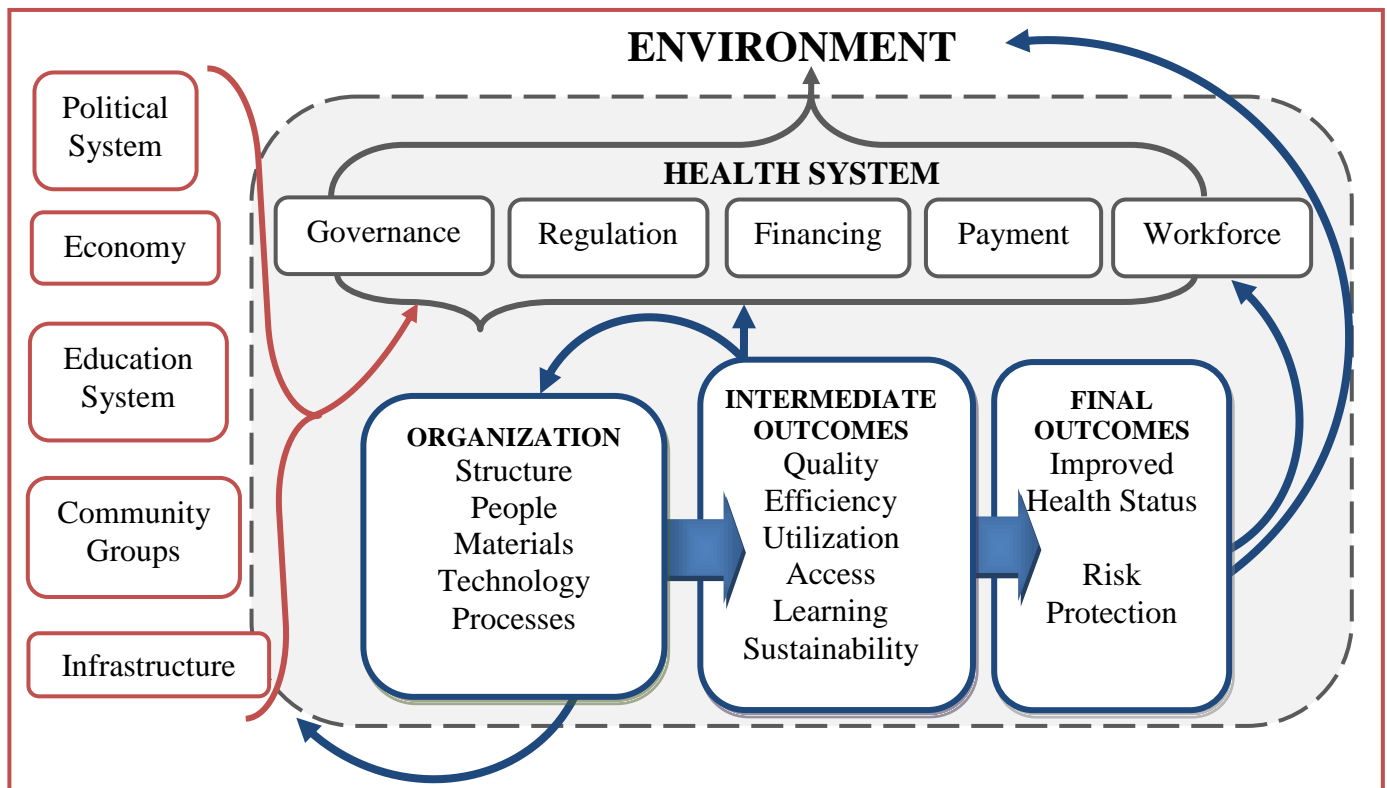 ENVIRONMENT
Political
System
Economy
Education
System
Community
Groups
Infrastructure
HEALTH SYSTEM
Governance
Regulation
Financing
Payment
Workforce
ORGANIZATION
Structure
People
Materials
Technology
Processes
INTERMEDIATE
OUTCOMES
Quality
Efficiency
Utilization
Access
Learning
Sustainability
FINAL
OUTCOMES
Improved
Health Status
Risk
Protection